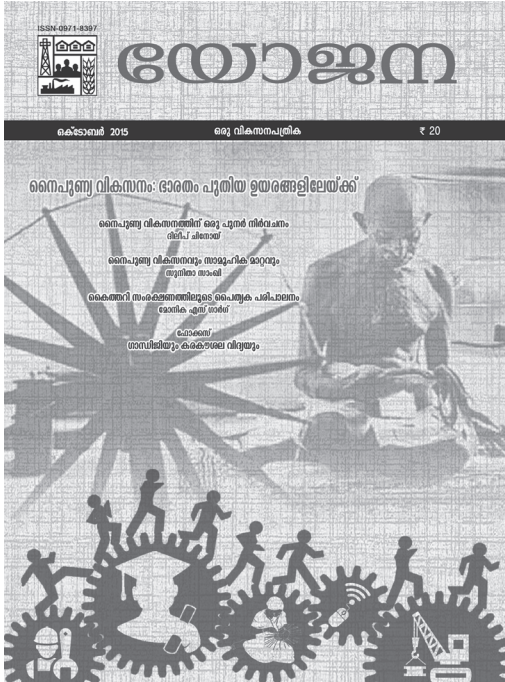 ISSN-0971-8397
യോജന
ഒക്ടോബർ 2015 ഒരു വികസനപത്രിക ₹ 20
നൈപുണ്യ വികസനം: ഭാരതം പുതിയ ഉയരങ്ങളിലേയ്ക്ക്
നൈപുണ്യ വികസനത്തിന് ഒരു പുനർ നിർവചനം
ദിലീപ് ചിനോയ്
നൈപുണ്യ വികസനവും സാമൂഹിക മാറ്റവും
സുനിതാ സാംഖി
കൈത്തറി സംരക്ഷണത്തിലൂടെ പൈതൃക പരിപാലനം
മോനിക എസ് ഗാർഗ്
ഫോക്കസ്
ഗാന്ധിജിയും കരകൗശല വിദ്യയും